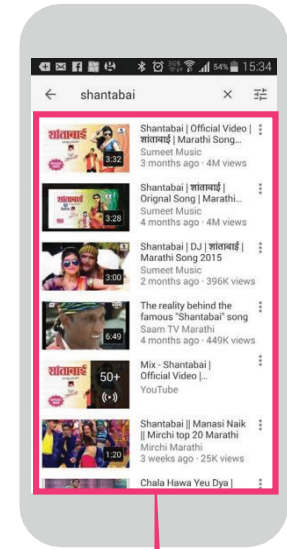 54% 15:34
shantabai
Shantabai | Official Video |
शांताबाई | Marathi Song...
Sumeet Music
3 months ago · 4M views
शांताबाई
3:32
Shantabai | शांताबाई |
Orignal Song | Marathi...
Sumeet Music
4 months ago · 4M views
शांताबाई
3:28
Shantabai | DJ | शांताबाई |
Marathi Song 2015
Sumeet Music
2 months ago · 396K views
3:00
The reality behind the
famous "Shantabai" song
Saam TV Marathi
4 months ago · 449K views
6:49
Mix - Shantabai |
Official Video |...
YouTube
शांताबाई
50+
Shantabai || Manasi Naik
|| Mirchi top 20 Marathi
Mirchi Marathi
3 weeks ago · 25K views
1:20
Chala Hawa Yeu Dya |